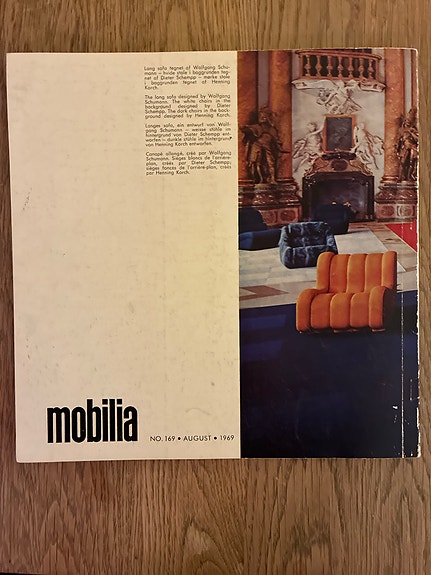 Lang sofa tegnet af Wolfgang Schu-
mann – hvide stole i baggrunden teg-
net af Dieter Schempp – mørke stole
i baggrunden tegnet af Henning
Korch.
The long sofa designed by Wolfgang
Schumann. The white chairs in the
background designed by Dieter
Schempp. The dark chairs in the back-
ground designed by Henning Korch.
Langes sofa, ein entwurf von Wolf-
gang Schumann – weisse stühle im
hintergrund von Dieter Schempp ent-
worfen – dunkle stühle im hintergrund
von Henning Korch entworfen.
Canapé allongé, créé par Wolfgang
Schumann. Sièges blancs de l'arrière-
plan, créés par Dieter Schempp;
sièges foncés de l'arrière-plan, créés
par Henning Korch.
mobilia
NO. 169 • AUGUST • 1969